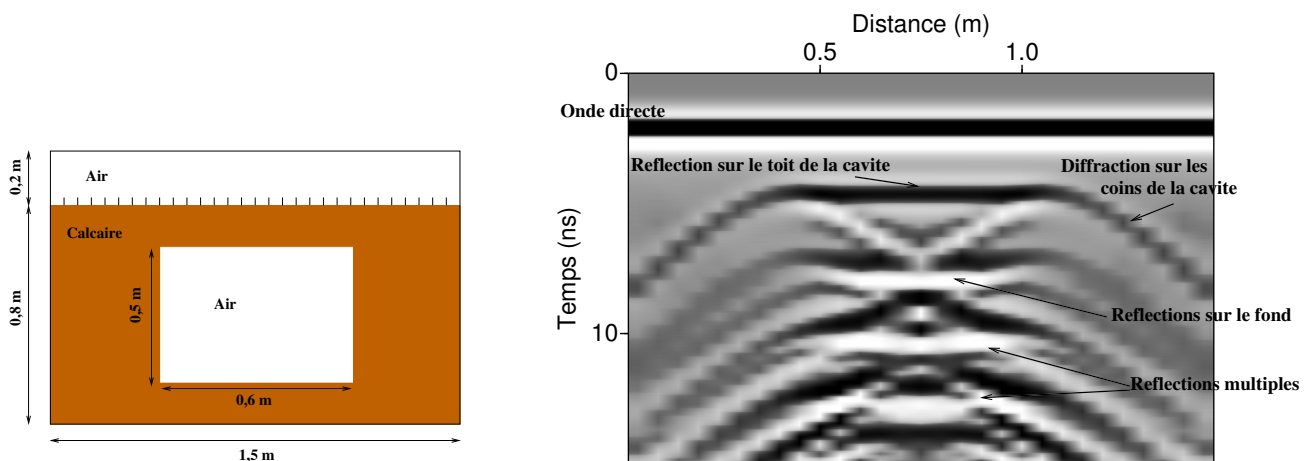 0,2 m
Air
0,8 m
Calcaire
0,5 m
Air
0,6 m
1,5 m
Distance (m)
0.5
1.0
0
Onde directe
Reflection sur le toit de la cavite
Diffraction sur les
coins de la cavite
Temps (ns)
Reflections sur le fond
10
Reflections multiples